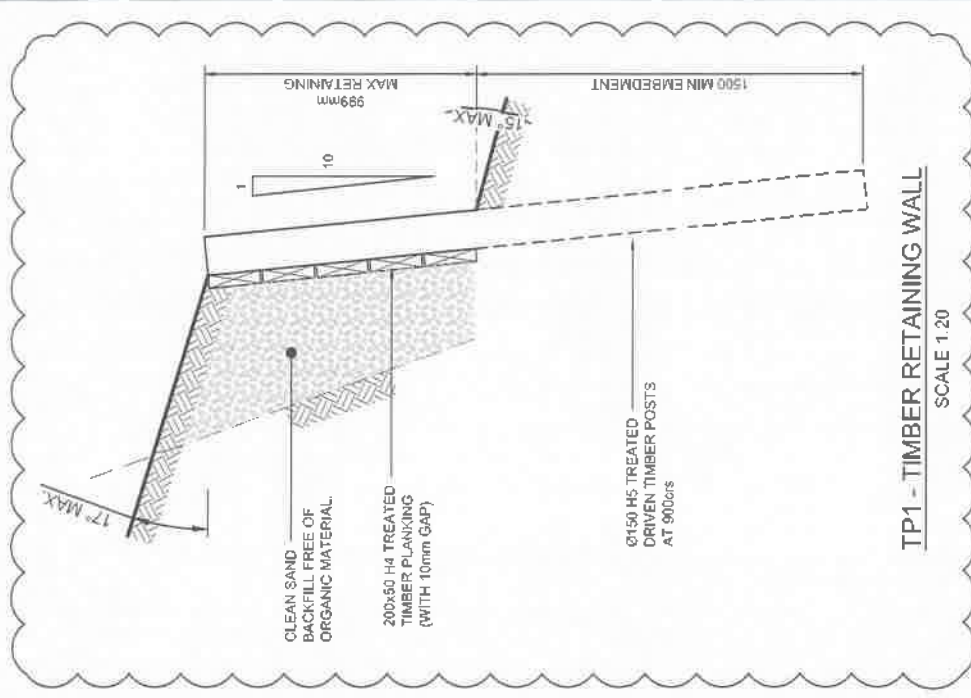 999mm
MAX RETAINING
1500 MIN EMBEDMENT
17° MAX.
1
10
15° MAX.
CLEAN SAND
BACKFILL FREE OF
ORGANIC MATERIAL.
200x50 H4 TREATED
TIMBER PLANKING
(WITH 10mm GAP)
Ø150 H5 TREATED
DRIVEN TIMBER POSTS
AT 900crs
TP1 - TIMBER RETAINING WALL
SCALE 1:20